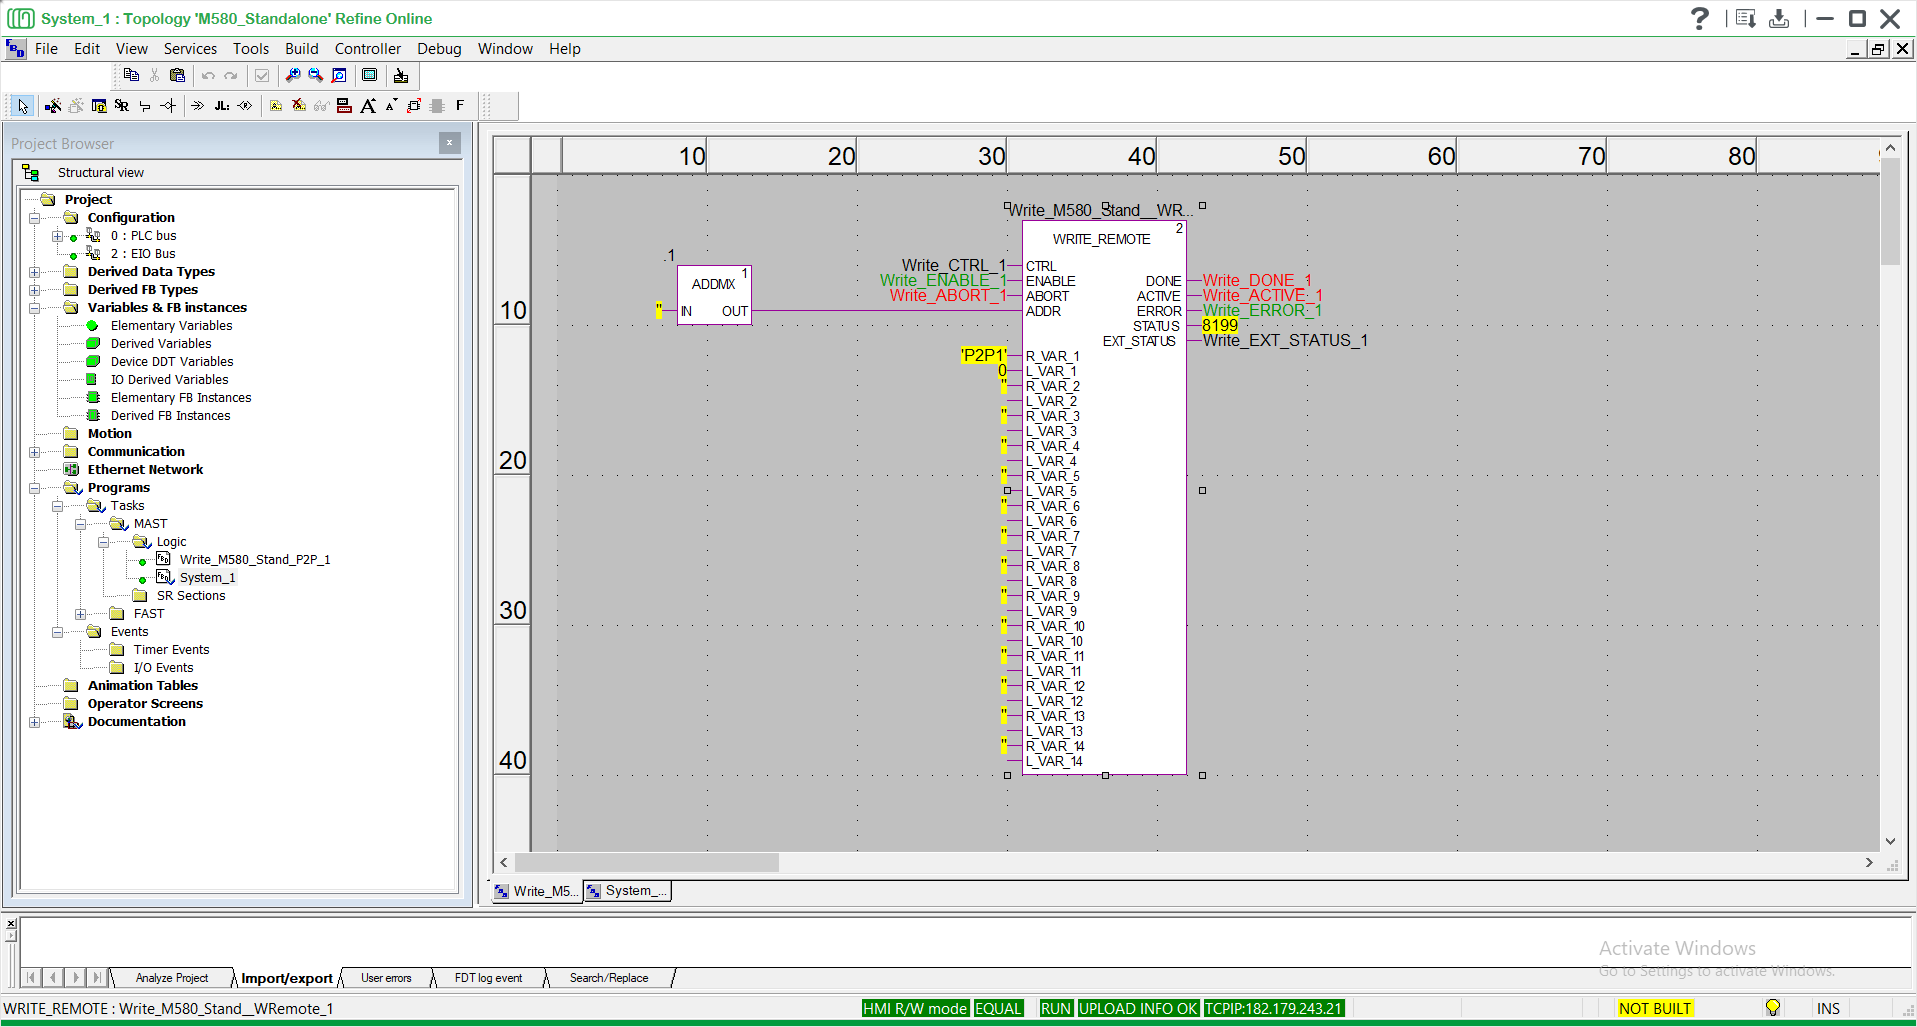 System_1 : Topology 'M580_Standalone' Refine Online
File Edit View Services Tools Build Controller Debug Window Help
Project Browser
Structural view
Project
Configuration
0 : PLC bus
2 : EIO Bus
Derived Data Types
Derived FB Types
Variables & FB instances
Elementary Variables
Derived Variables
Device DDT Variables
IO Derived Variables
Elementary FB Instances
Derived FB Instances
Motion
Communication
Ethernet Network
Programs
Tasks
MAST
Logic
Write_M580_Stand_P2P_1
System_1
SR Sections
FAST
Events
Timer Events
I/O Events
Animation Tables
Operator Screens
Documentation
10 20 30 40 50 60 70 80
10
20
30
40
.1
1
ADDMX
" IN OUT
Write_M580_Stand__WR...
2
WRITE_REMOTE
Write_CTRL_1 CTRL
Write_ENABLE_1 ENABLE DONE Write_DONE_1
Write_ABORT_1 ABORT ACTIVE Write_ACTIVE_1
ADDR ERROR Write_ERROR_1
STATUS 8199
EXT_STATUS Write_EXT_STATUS_1
'P2P1' R_VAR_1
0 L_VAR_1
" R_VAR_2
L_VAR_2
" R_VAR_3
L_VAR_3
" R_VAR_4
L_VAR_4
" R_VAR_5
L_VAR_5
" R_VAR_6
L_VAR_6
" R_VAR_7
L_VAR_7
" R_VAR_8
L_VAR_8
" R_VAR_9
L_VAR_9
" R_VAR_10
L_VAR_10
" R_VAR_11
L_VAR_11
" R_VAR_12
L_VAR_12
" R_VAR_13
L_VAR_13
" R_VAR_14
L_VAR_14
Write_M5... System_...
Activate Windows
Go to Settings to activate Windows.
Analyze Project Import/export User errors FDT log event Search/Replace
WRITE_REMOTE : Write_M580_Stand__WRemote_1 HMI R/W mode EQUAL RUN UPLOAD INFO OK TCPIP:182.179.243.21 NOT BUILT INS